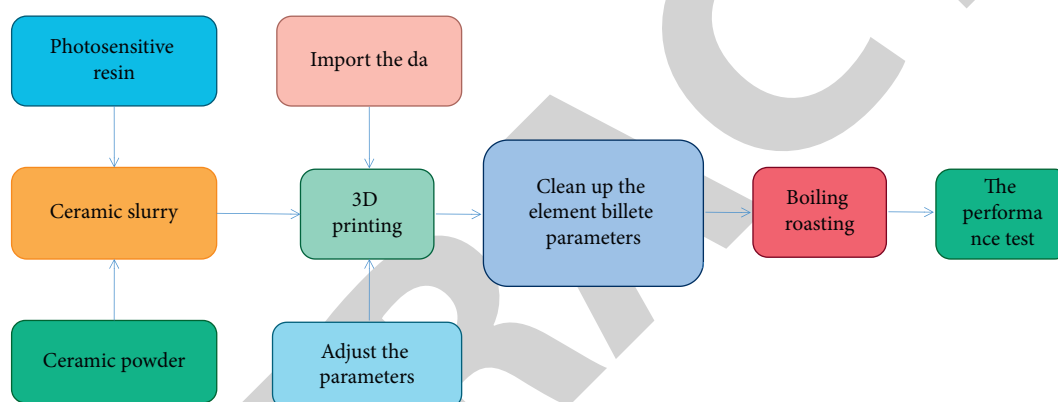 Photosensitive
resin
Import the da
Ceramic slurry
3D
printing
Clean up the
element billete
parameters
Boiling
roasting
The
performa
nce test
Ceramic powder
Adjust the
parameters